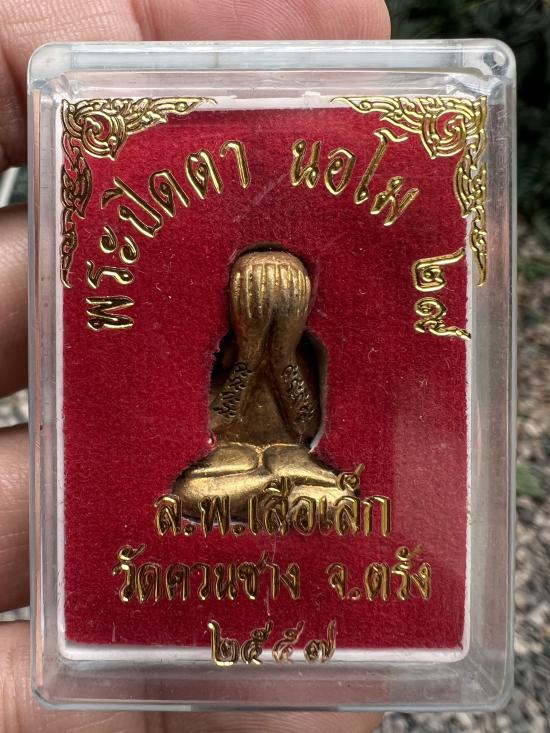 พระปิดตา นอโม ๒๕
ล.พ.เสือเล็ก
วัดควนซาง จ.ตรัง
๒๕๕๗